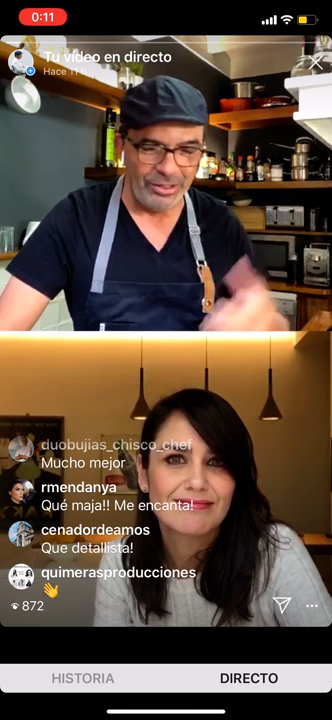 0:11
Tu video en directo
Hace 11 h
duobujias_chisco_chef
Mucho mejor
rmendanya
Qué maja!! Me encanta!
cenadordeamos
Que detallista!
quimerasproducciones
👋
872
HISTORIA
DIRECTO